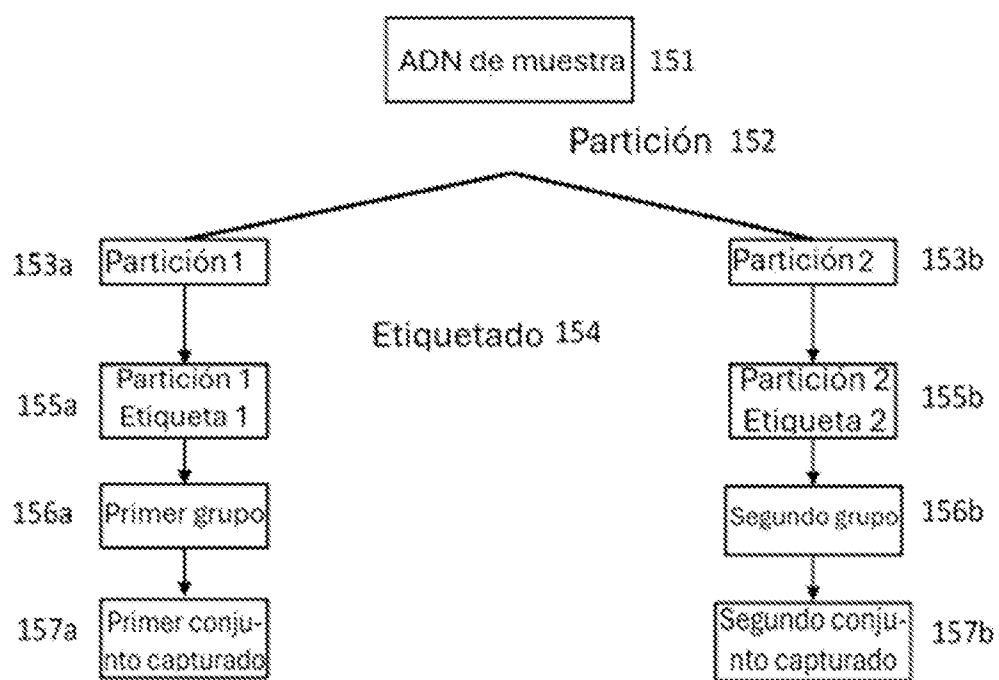 ADN de muestra 151
Partición 152
153a Partición 1
Partición 2 153b
Etiquetado 154
155a Partición 1
Etiqueta 1
Partición 2
Etiqueta 2 155b
156a Primer grupo
Segundo grupo 156b
157a Primer conju-
nto capturado
Segundo conju-
nto capturado 157b